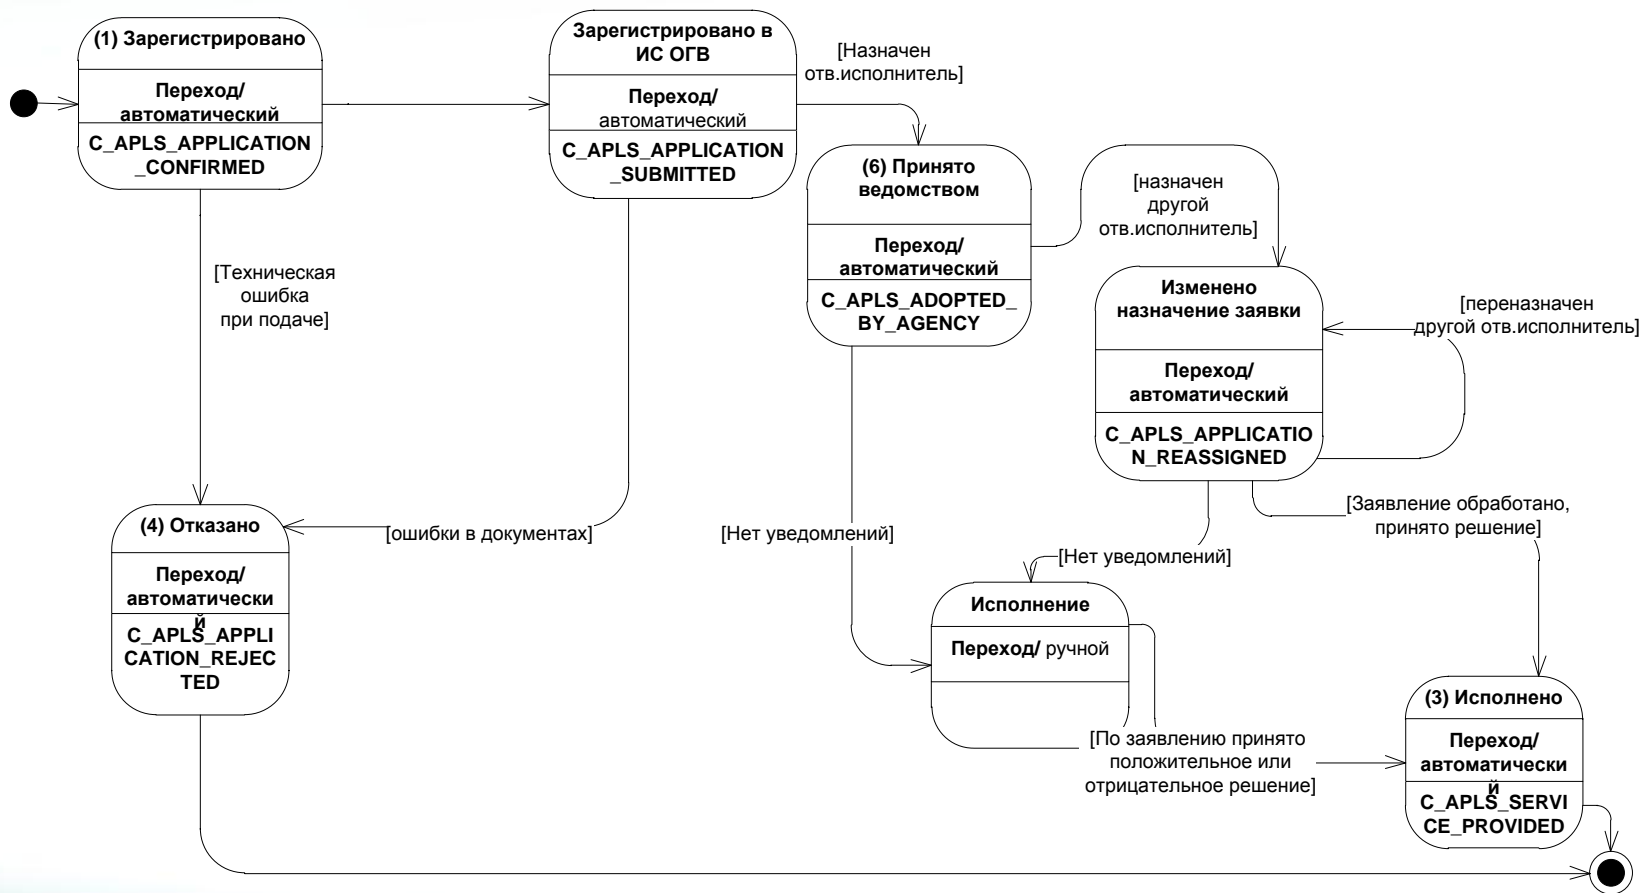 (1) Зарегистрировано
Переход/
автоматический
C_APLS_APPLICATION
_CONFIRMED
Зарегистрировано в
ИС ОГВ
Переход/
автоматический
C_APLS_APPLICATION
_SUBMITTED
[Назначен
отв.исполнитель]
(6) Принято
ведомством
Переход/
автоматический
C_APLS_ADOPTED_
BY_AGENCY
[назначен
другой
отв.исполнитель]
Изменено
назначение заявки
Переход/
автоматический
C_APLS_APPLICATIO
N_REASSIGNED
[переназначен
другой отв.исполнитель]
[Техническая
ошибка
при подаче]
(4) Отказано
Переход/
автоматически
й
C_APLS_APPLI
CATION_REJEC
TED
[ошибки в документах]
[Нет уведомлений]
[Нет уведомлений]
[Заявление обработано,
принято решение]
Исполнение
Переход/ ручной
[По заявлению принято
положительное или
отрицательное решение]
(3) Исполнено
Переход/
автоматически
й
C_APLS_SERVI
CE_PROVIDED